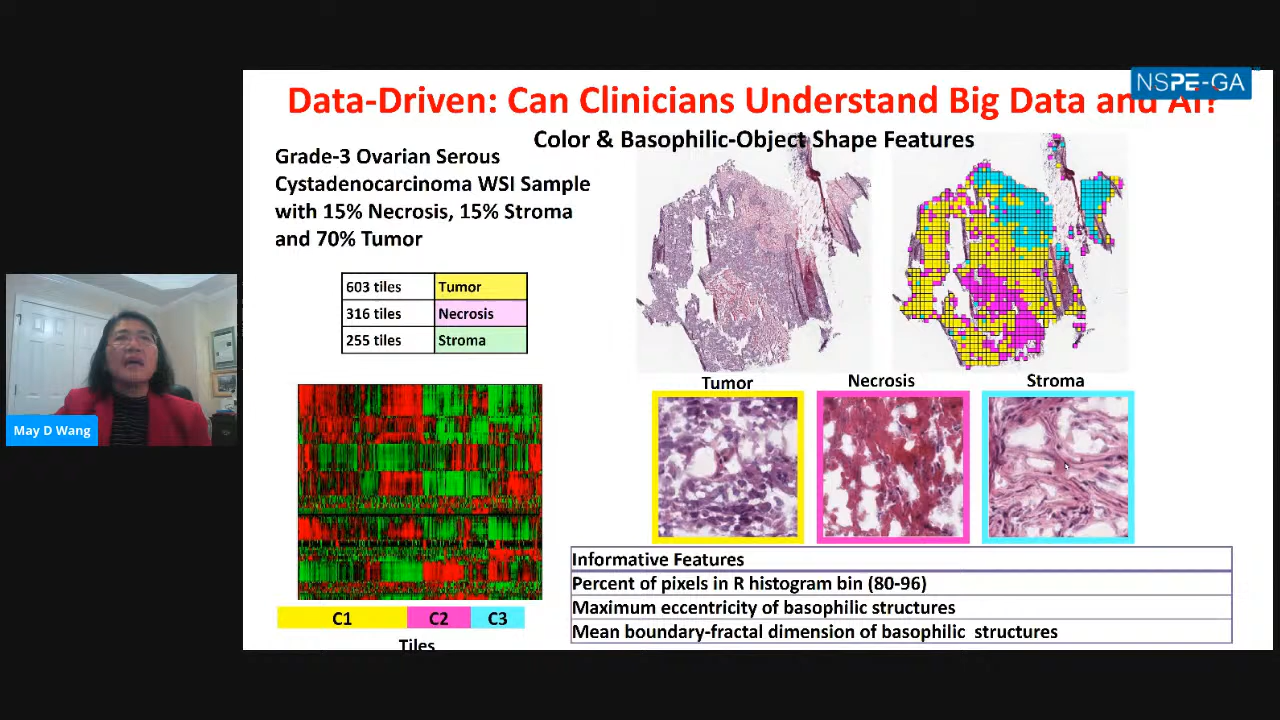 NSPE-GA
Data-Driven: Can Clinicians Understand Big Data and AI?
Color & Basophilic-Object Shape Features
Grade-3 Ovarian Serous
Cystadenocarcinoma WSI Sample
with 15% Necrosis, 15% Stroma
and 70% Tumor
603 tiles Tumor
316 tiles Necrosis
255 tiles Stroma
Tumor Necrosis Stroma
May D Wang
C1 C2 C3
Tiles
Informative Features
Percent of pixels in R histogram bin (80-96)
Maximum eccentricity of basophilic structures
Mean boundary-fractal dimension of basophilic structures